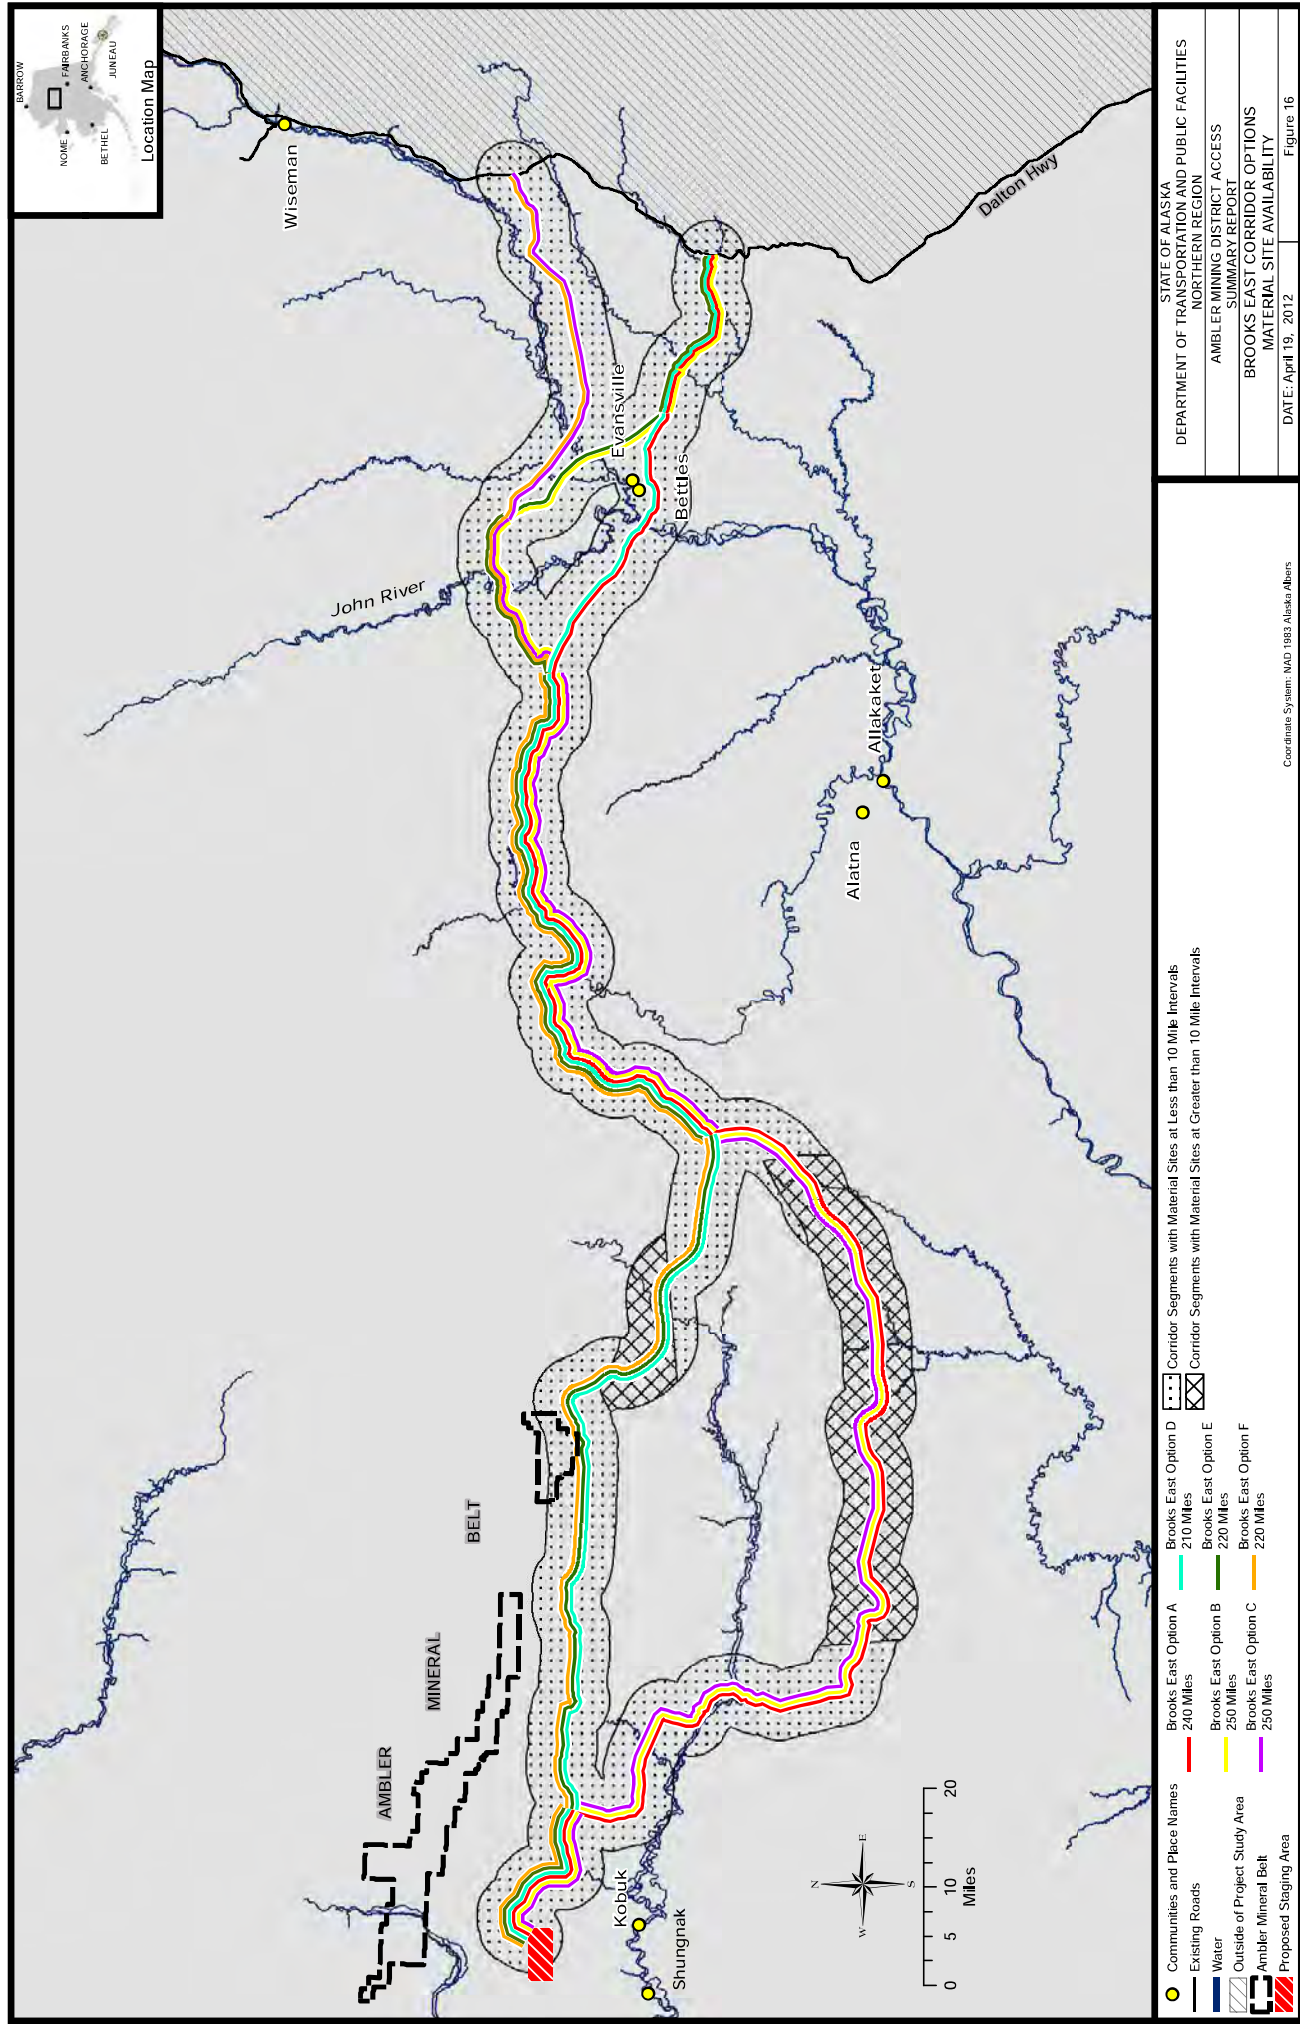 BARROW
FAIRBANKS
NOME
ANCHORAGE
BETHEL
JUNEAU
Location Map
Wiseman
John River
Evansville
Bettles
Dalton Hwy
Allakaket
Alatna
AMBLER
MINERAL
BELT
Kobuk
Shungnak
N
W
E
S
0
5
10
20
Miles
Communities and Place Names
Existing Roads
Water
Outside of Project Study Area
Ambler Mineral Belt
Proposed Staging Area
Brooks East Option A
240 Miles
Brooks East Option B
250 Miles
Brooks East Option C
250 Miles
Brooks East Option D
210 Miles
Brooks East Option E
220 Miles
Brooks East Option F
220 Miles
Corridor Segments with Material Sites at Less than 10 Mile Intervals
Corridor Segments with Material Sites at Greater than 10 Mile Intervals
Coordinate System: NAD 1983 Alaska Albers
STATE OF ALASKA
DEPARTMENT OF TRANSPORTATION AND PUBLIC FACILITIES
NORTHERN REGION
AMBLER MINING DISTRICT ACCESS
SUMMARY REPORT
BROOKS EAST CORRIDOR OPTIONS
MATERIAL SITE AVAILABILITY
DATE: April 19, 2012
Figure 16